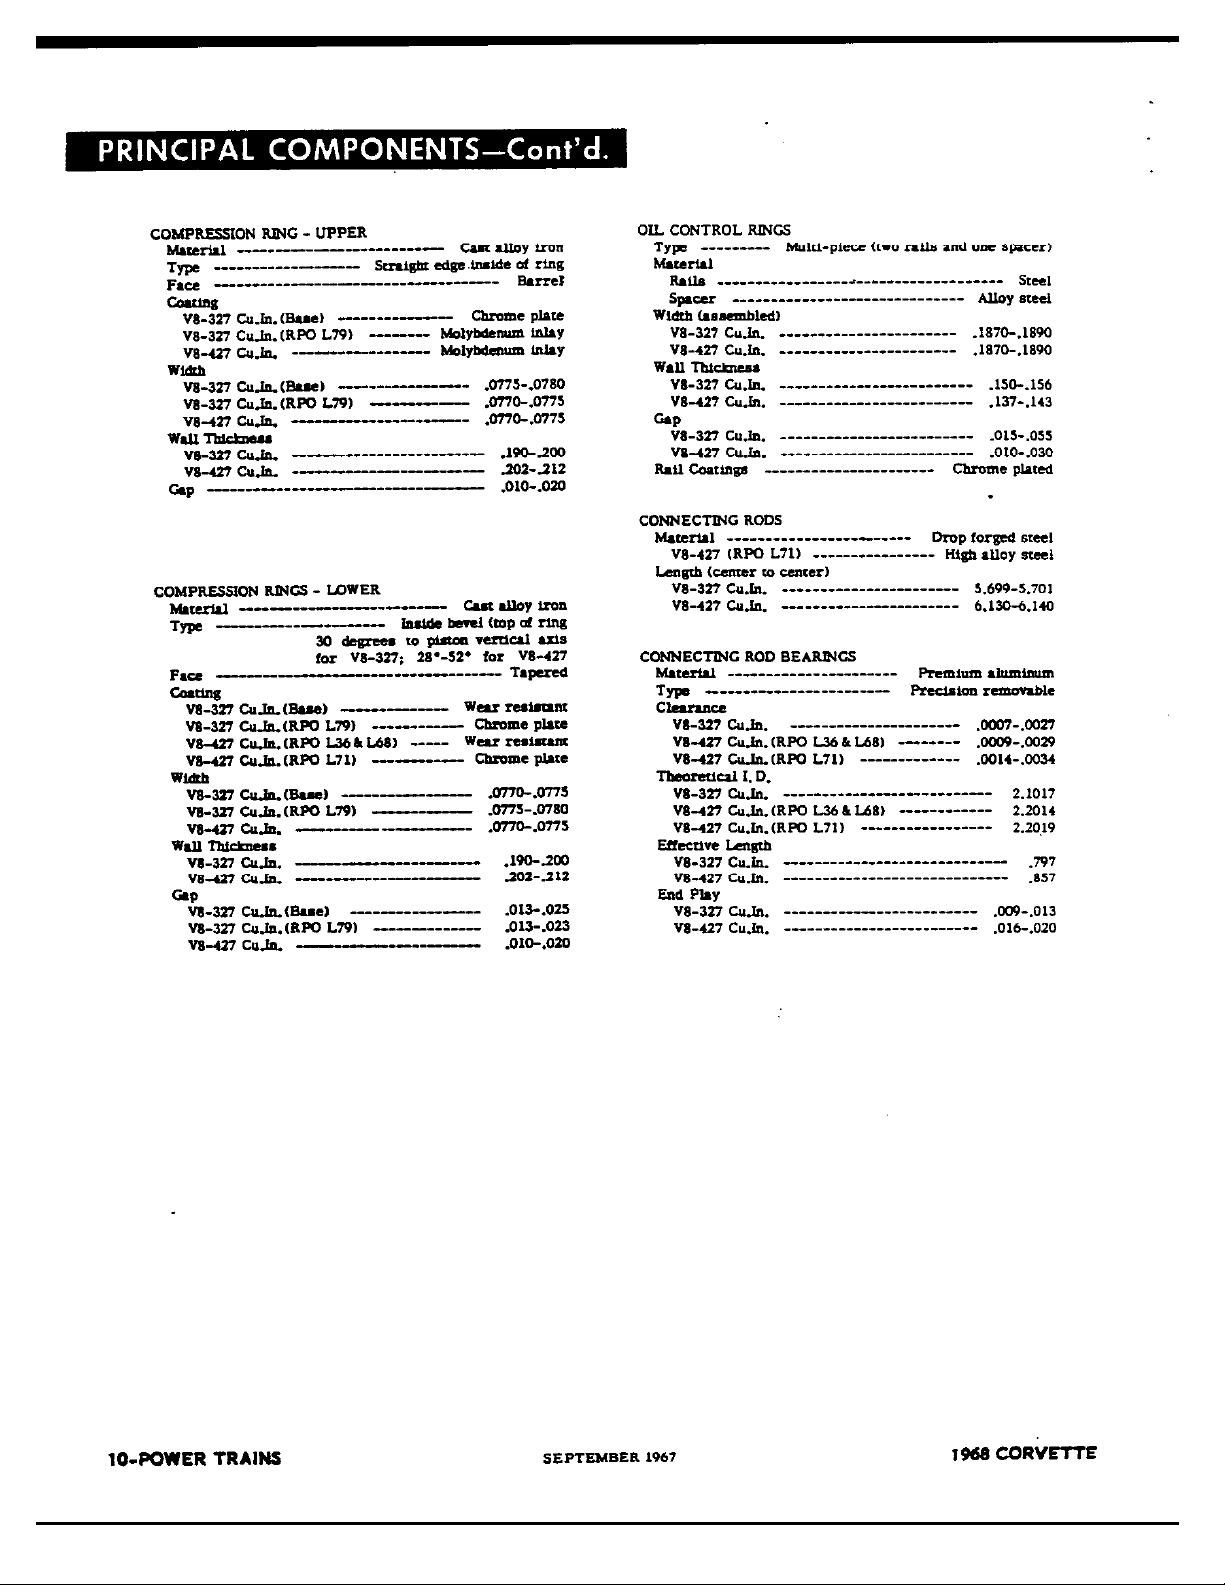 PRINCIPAL COMPONENTS—Cont'd.
COMPRESSION RING - UPPER
Material --------------------------- Cast alloy iron
Type ------------------- Straight edge inside of ring
Face ------------------------------------- Barrel
Coating
V8-327 Cu.In.(Base) --------------- Chrome plate
V8-327 Cu.In.(RPO L79) -------- Molybdenum inlay
V8-427 Cu.In. ------------------ Molybdenum inlay
Width
V8-327 Cu.In.(Base) ----------------- .0775-.0780
V8-327 Cu.In.(RPO L79) ------------- .0770-.0775
V8-427 Cu.In. ----------------------- .0770-.0775
Wall Thickness
V8-327 Cu.In. ------------------------- .190-.200
V8-427 Cu.In. ------------------------- .202-.212
Gap ------------------------------------ .010-.020
COMPRESSION RINGS - LOWER
Material --------------------------- Cast alloy iron
Type ---------------------- Inside bevel (top of ring
30 degrees to piston vertical axis
for V8-327; 28°-52° for V8-427
Face ------------------------------------- Tapered
Coating
V8-327 Cu.In.(Base) -------------- Wear resistant
V8-327 Cu.In.(RPO L79) ------------ Chrome plate
V8-427 Cu.In.(RPO L36 & L68) ----- Wear resistant
V8-427 Cu.In.(RPO L71) ------------ Chrome plate
Width
V8-327 Cu.In.(Base) ----------------- .0770-.0775
V8-327 Cu.In.(RPO L79) ------------- .0775-.0780
V8-427 Cu.In. ----------------------- .0770-.0775
Wall Thickness
V8-327 Cu.In. ------------------------ .190-.200
V8-427 Cu.In. ------------------------ .202-.212
Gap
V8-327 Cu.In.(Base) ----------------- .013-.025
V8-327 Cu.In.(RPO L79) -------------- .013-.023
V8-427 Cu.In. ------------------------ .010-.020
OIL CONTROL RINGS
Type --------- Multi-piece (two rails and one spacer)
Material
Rails ------------------------------------- Steel
Spacer ------------------------------ Alloy steel
Width (assembled)
V8-327 Cu.In. ----------------------- .1870-.1890
V8-427 Cu.In. ----------------------- .1870-.1890
Wall Thickness
V8-327 Cu.In. ------------------------- .150-.156
V8-427 Cu.In. ------------------------- .137-.143
Gap
V8-327 Cu.In. ------------------------- .015-.055
V8-427 Cu.In. ------------------------- .010-.030
Rail Coatings ---------------------- Chrome plated
CONNECTING RODS
Material ------------------------ Drop forged steel
V8-427 (RPO L71) ---------------- High alloy steel
Length (center to center)
V8-327 Cu.In. ----------------------- 5.699-5.701
V8-427 Cu.In. ----------------------- 6.130-6.140
CONNECTING ROD BEARINGS
Material ---------------------- Premium aluminum
Type ------------------------ Precision removable
Clearance
V8-327 Cu.In. ---------------------- .0007-.0027
V8-427 Cu.In.(RPO L36 & L68) -------- .0009-.0029
V8-427 Cu.In.(RPO L71) ------------- .0014-.0034
Theoretical I. D.
V8-327 Cu.In. --------------------------- 2.1017
V8-427 Cu.In.(RPO L36 & L68) ------------ 2.2014
V8-427 Cu.In.(RPO L71) ----------------- 2.2019
Effective Length
V8-327 Cu.In. ----------------------------- .797
V8-427 Cu.In. ----------------------------- .857
End Play
V8-327 Cu.In. ------------------------- .009-.013
V8-427 Cu.In. ------------------------- .016-.020
10-POWER TRAINS
SEPTEMBER 1967
1968 CORVETTE